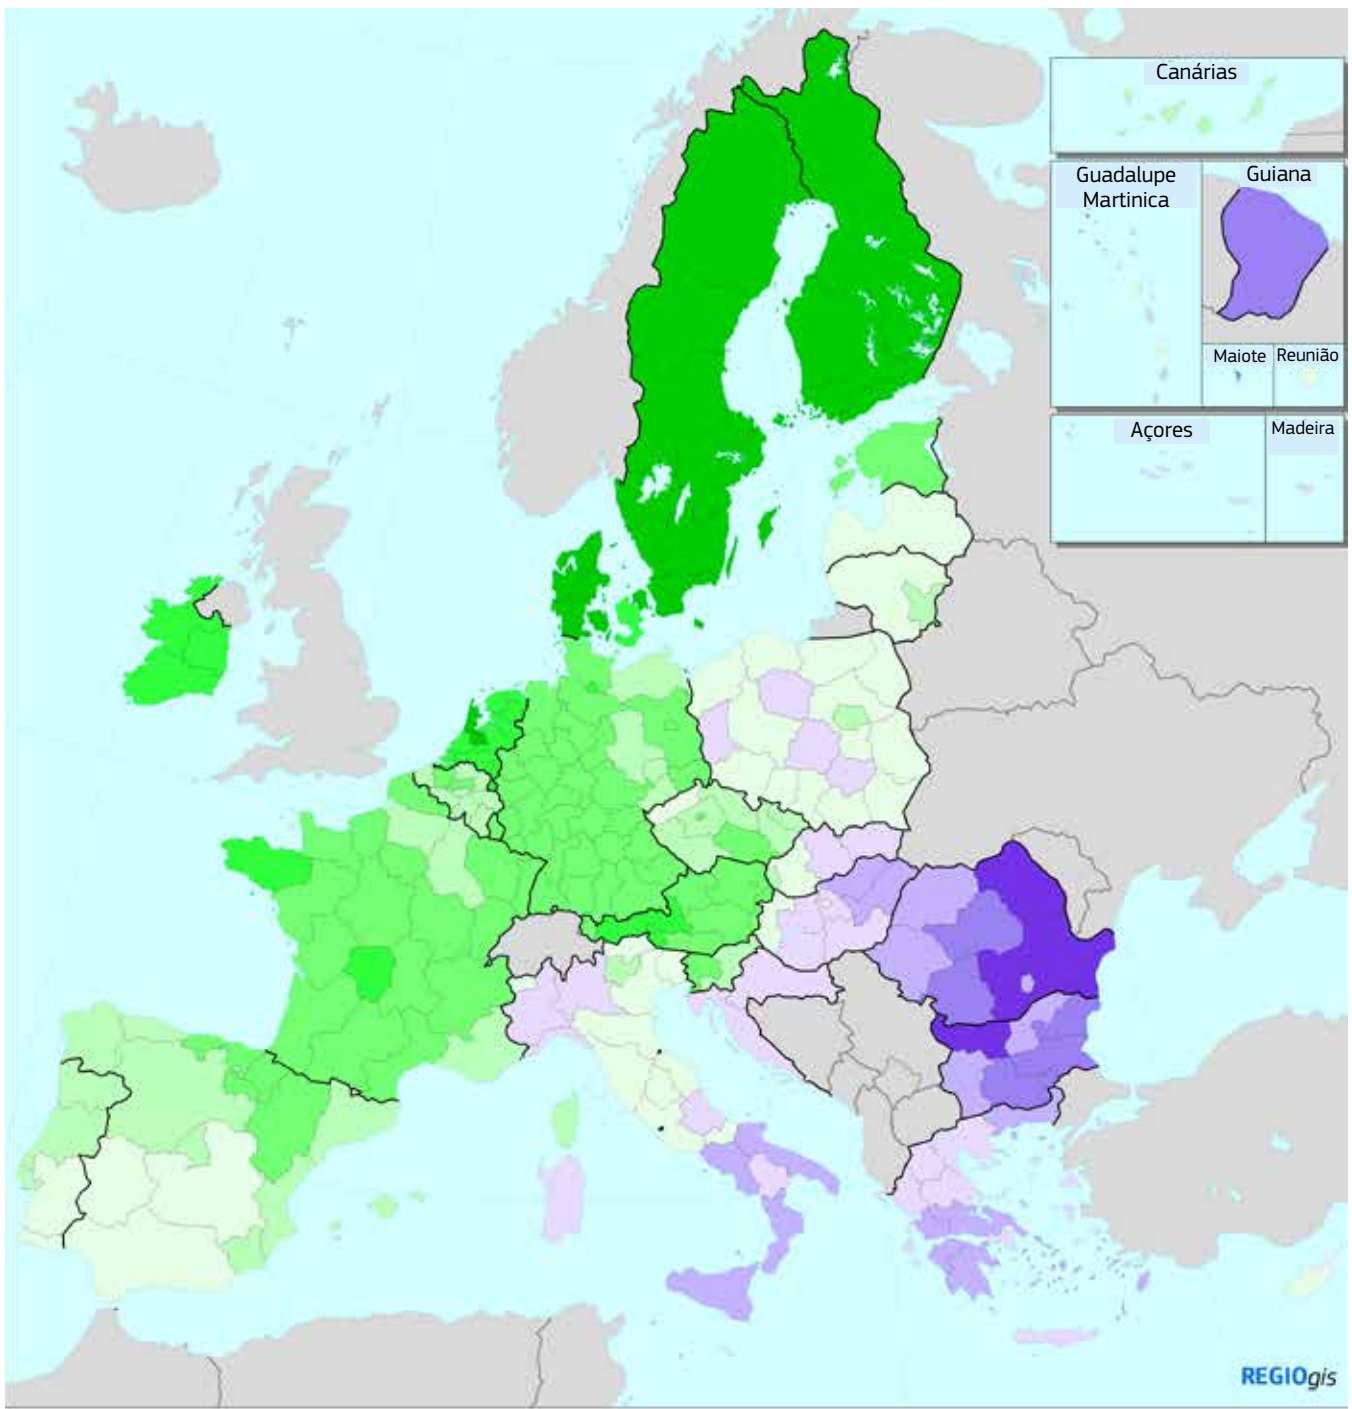 Canárias
Guadalupe
Martinica
Guiana
Maiote
Reunião
Açores
Madeira
REGIOgis